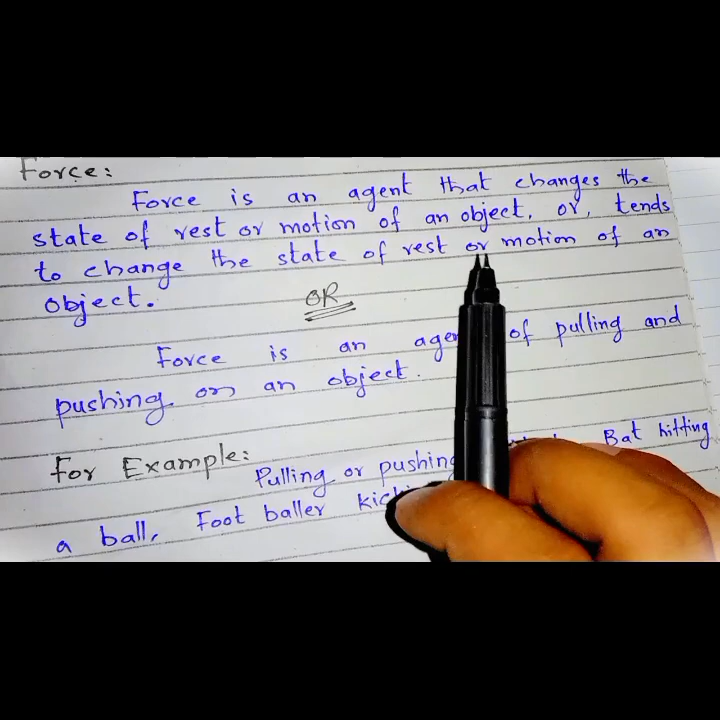 Force:
Force is an agent that changes the
state of rest or motion of an object, or, tends
to change the state of rest or motion of an
object.
OR
Force is an of pulling and
pushing on an object.
For Example:
Pulling or pushing Bat hitting
a ball, Foot baller